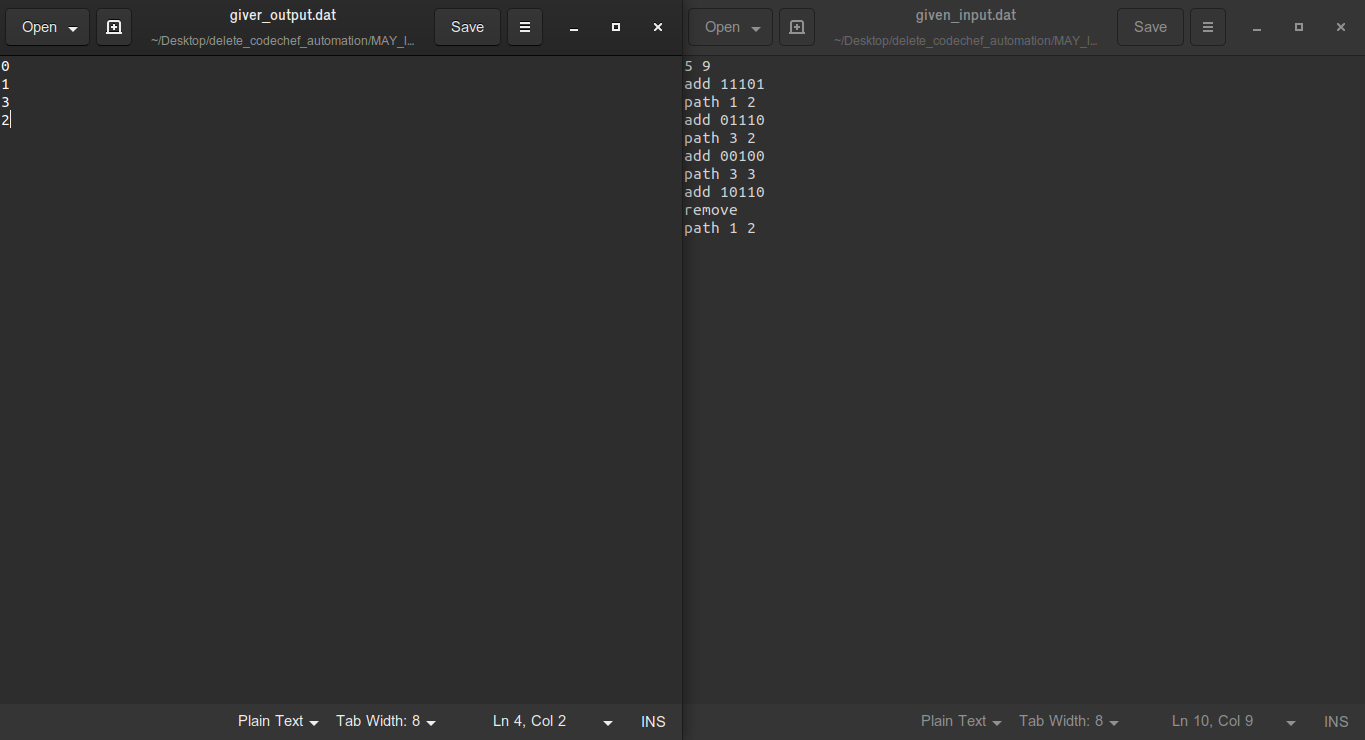 Open
giver_output.dat
~/Desktop/delete_codechef_automation/MAY_I...
Save
0
1
3
2
Plain Text
Tab Width: 8
Ln 4, Col 2
INS
Open
given_input.dat
~/Desktop/delete_codechef_automation/MAY_I...
Save
5 9
add 11101
path 1 2
add 01110
path 3 2
add 00100
path 3 3
add 10110
remove
path 1 2
Plain Text
Tab Width: 8
Ln 10, Col 9
INS